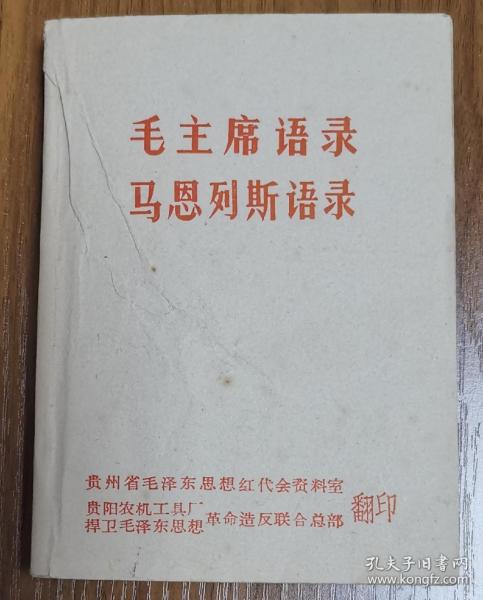 毛主席语录
马恩列斯语录
贵州省毛泽东思想红代会资料室
贵阳农机工具厂
捍卫毛泽东思想革命造反联合总部 翻印
孔夫子旧书网
www.kongfz.com